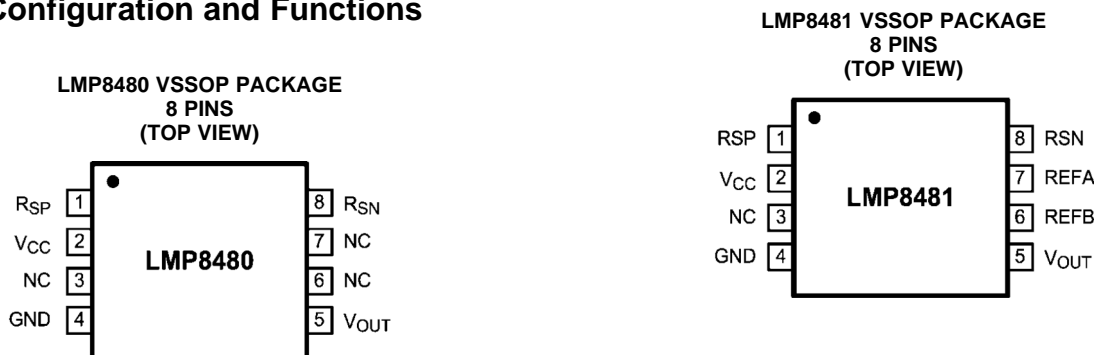 Configuration and Functions
LMP8480 VSSOP PACKAGE
8 PINS
(TOP VIEW)
RSP 1
VCC 2
NC 3
GND 4
LMP8480
8 RSN
7 NC
6 NC
5 VOUT
LMP8481 VSSOP PACKAGE
8 PINS
(TOP VIEW)
RSP 1
VCC 2
NC 3
GND 4
LMP8481
8 RSN
7 REFA
6 REFB
5 VOUT